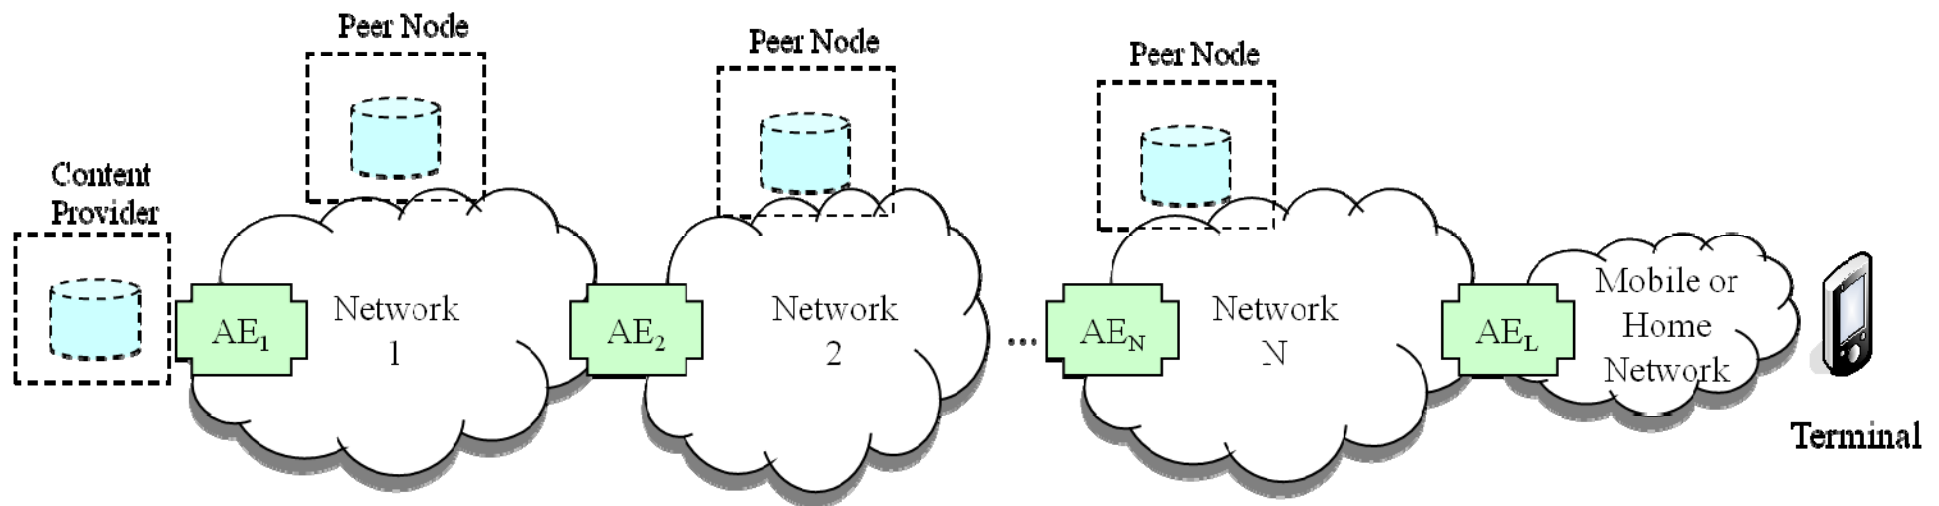 Peer Node
Peer Node
Peer Node
Content
Provider
AE1
Network
1
AE2
Network
2
...
AEN
Network
N
AEL
Mobile or
Home
Network
Terminal